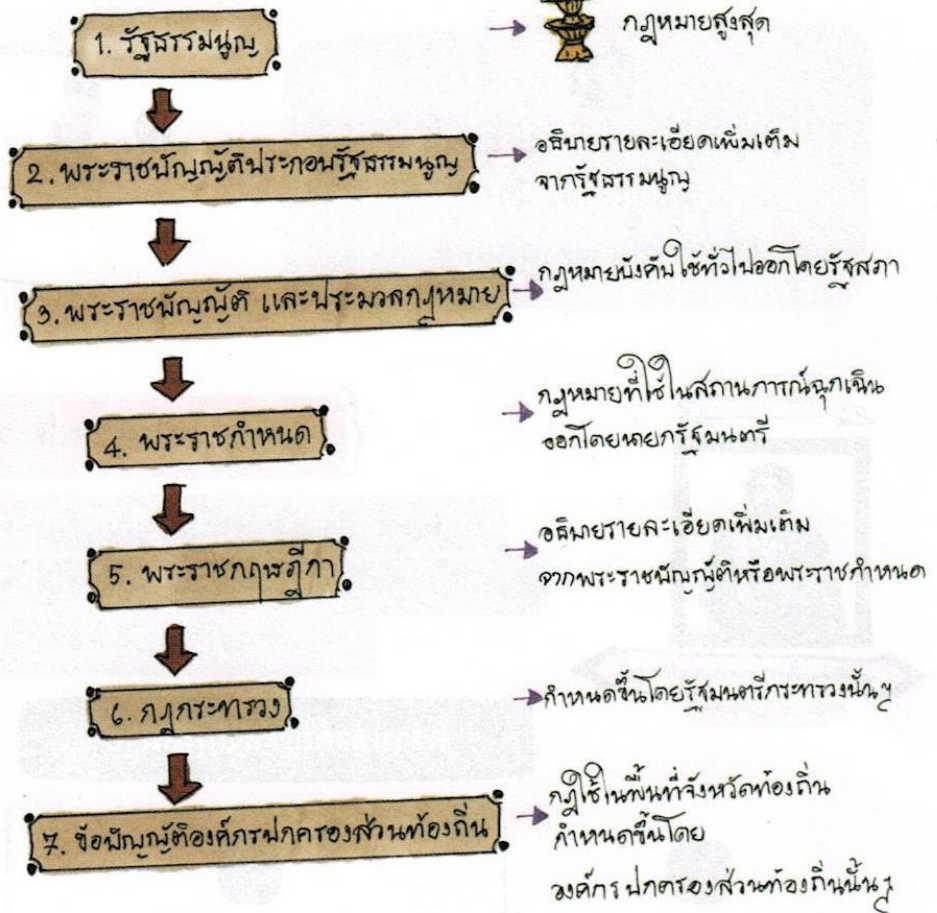 1. รัฐธรรมนูญ
กฎหมายสูงสุด
2. พระราชบัญญัติประกอบรัฐธรรมนูญ
อธิบายรายละเอียดเพิ่มเติม
จากรัฐธรรมนูญ
3. พระราชบัญญัติ และประมวลกฎหมาย
กฎหมายบังคับใช้ทั่วไปออกโดยรัฐสภา
4. พระราชกำหนด
กฎหมายที่ใช้ในสถานการณ์ฉุกเฉิน
ออกโดยนายกรัฐมนตรี
5. พระราชกฤษฎีกา
อธิบายรายละเอียดเพิ่มเติม
จากพระราชบัญญัติหรือพระราชกำหนด
6. กฎกระทรวง
กำหนดขึ้นโดยรัฐมนตรีกระทรวงนั้นๆ
7. ข้อบัญญัติองค์กรปกครองส่วนท้องถิ่น
กฎใช้ในพื้นที่จังหวัดท้องถิ่น
กำหนดขึ้นโดย
องค์กรปกครองส่วนท้องถิ่นนั้นๆ